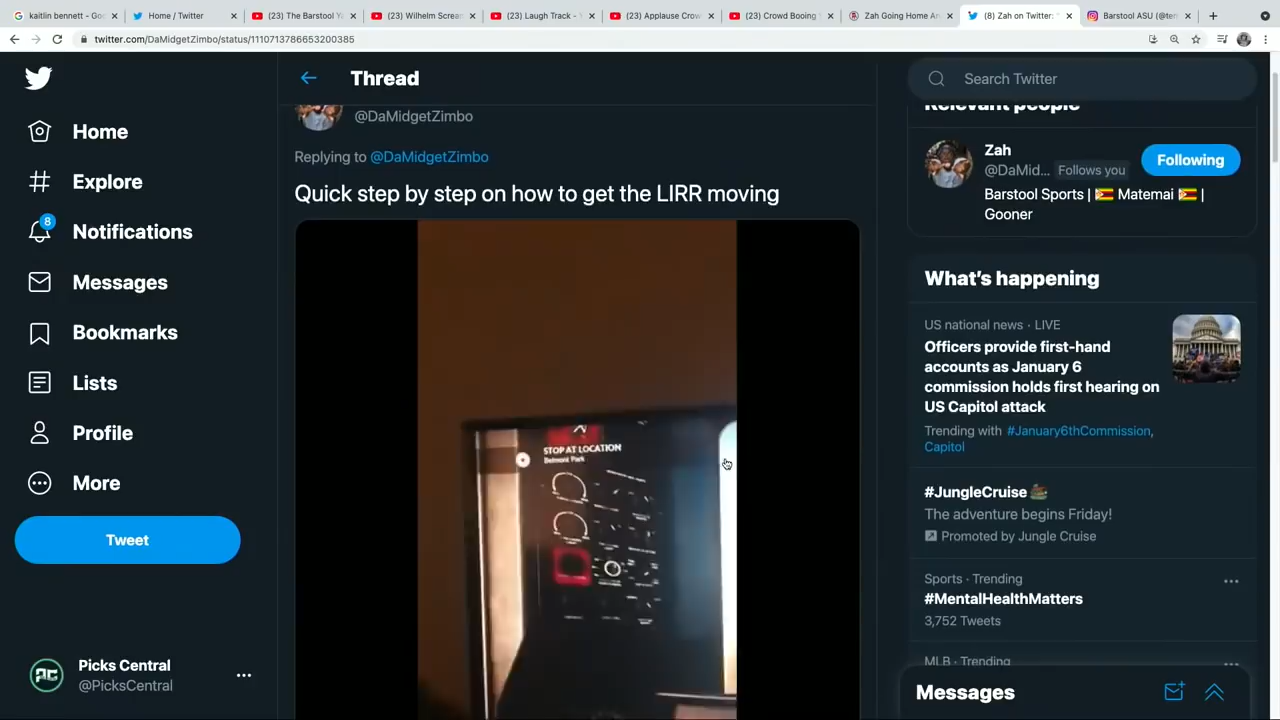 kaitlin bennett - Go
Home / Twitter
(23) The Barstool Y
(23) Wilhelm Screa
(23) Laugh Track - Y
(23) Applause Crow
(23) Crowd Booing S
Zah Going Home An
(8) Zah on Twitter: "
Barstool ASU (@ter
twitter.com/DaMidgetZimbo/status/1110713786653200385
Home
Explore
8
Notifications
Messages
Bookmarks
Lists
Profile
More
Tweet
Picks Central
@PicksCentral
Thread
@DaMidgetZimbo
Replying to @DaMidgetZimbo
Quick step by step on how to get the LIRR moving
STOP AT LOCATION
Belmont Park
Search Twitter
Relevant people
Zah
@DaMid... Follows you
Following
Barstool Sports | 🇿🇼 Matemai 🇿🇼 |
Gooner
What's happening
US national news · LIVE
Officers provide first-hand
accounts as January 6
commission holds first hearing on
US Capitol attack
Trending with #January6thCommission,
Capitol
#JungleCruise
The adventure begins Friday!
Promoted by Jungle Cruise
Sports · Trending
#MentalHealthMatters
3,752 Tweets
MLB · Trending
Messages